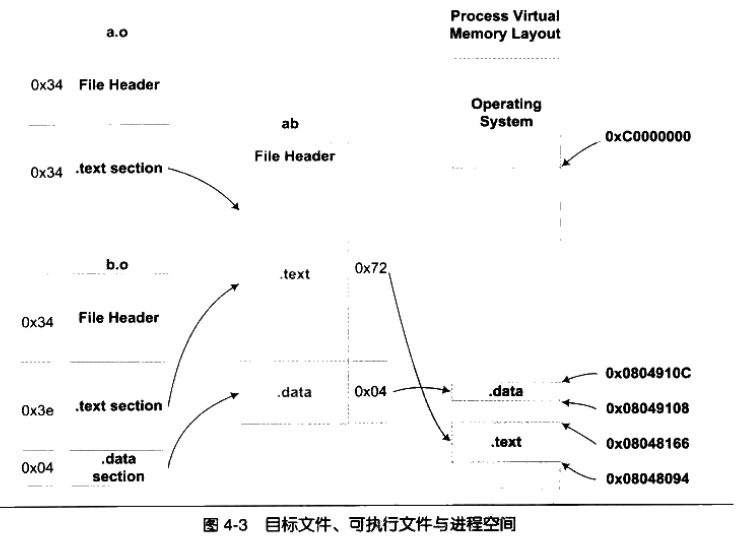 a.o
0x34 File Header
0x34 .text section
b.o
0x34 File Header
0x3e .text section
0x04 .data
section
ab
File Header
.text 0x72
.data 0x04
Process Virtual
Memory Layout
Operating
System
0xC0000000
.data
.text
0x0804910C
0x08049108
0x08048166
0x08048094
图 4-3 目标文件、可执行文件与进程空间